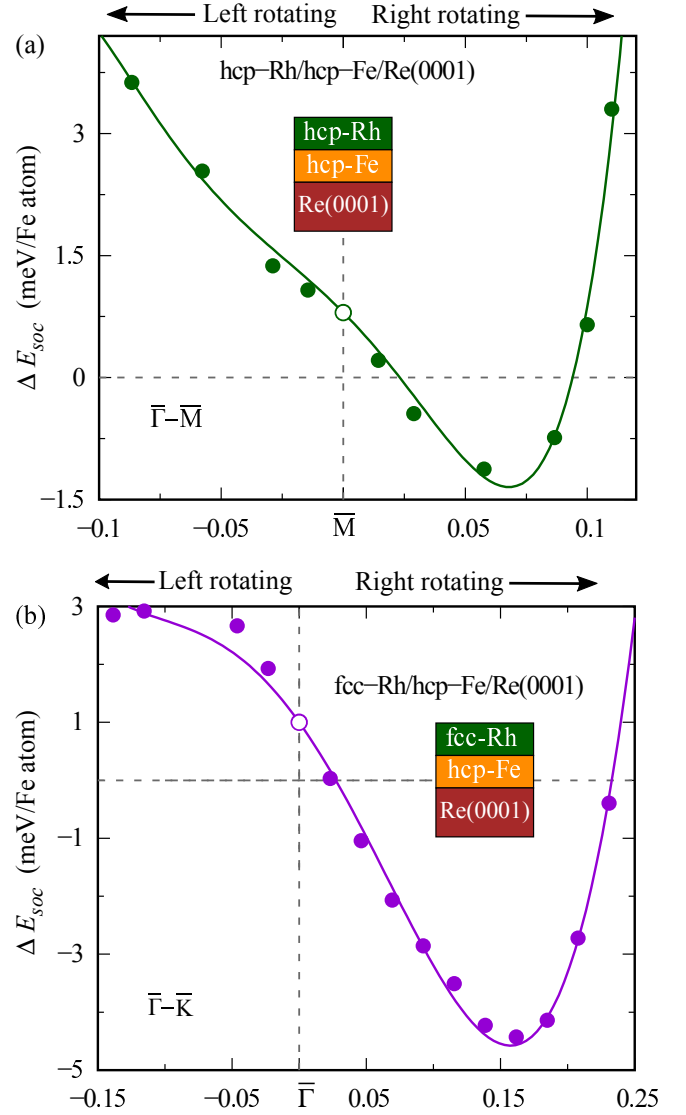 Left rotating Right rotating
(a)
hcp−Rh/hcp−Fe/Re(0001)
hcp-Rh
hcp-Fe
Re(0001)
Δ E_soc (meV/Fe atom)
3
1.5
0
−1.5
Γ̅−M̅
−0.1 −0.05 M̅ 0.05 0.1
Left rotating Right rotating
(b)
fcc−Rh/hcp−Fe/Re(0001)
fcc-Rh
hcp-Fe
Re(0001)
Δ E_soc (meV/Fe atom)
3
1
−1
−3
−5
Γ̅−K̅
−0.15 −0.05 Γ̅ 0.05 0.15 0.25